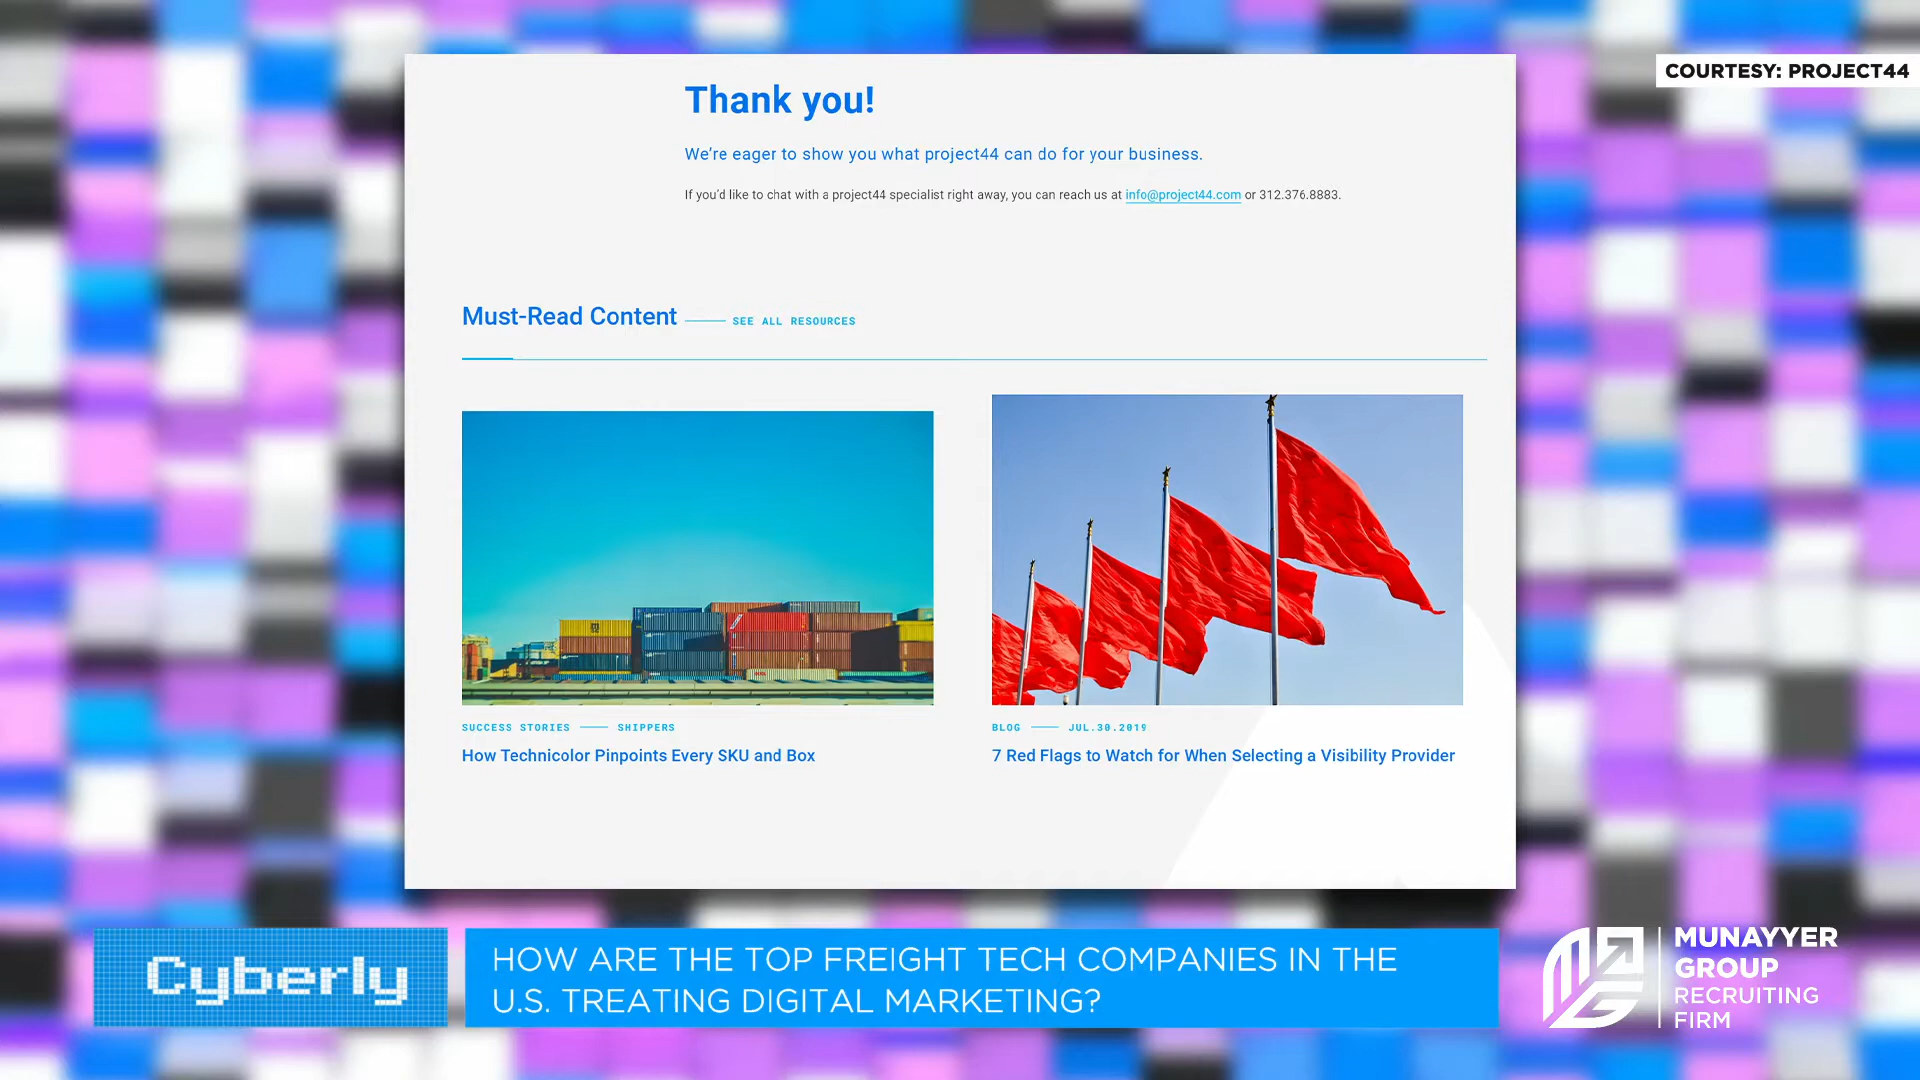 COURTESY: PROJECT44
Thank you!
We're eager to show you what project44 can do for your business.
If you'd like to chat with a project44 specialist right away, you can reach us at info@project44.com or 312.376.8883.
Must-Read Content
SEE ALL RESOURCES
SUCCESS STORIES SHIPPERS
How Technicolor Pinpoints Every SKU and Box
BLOG JUL.30.2019
7 Red Flags to Watch for When Selecting a Visibility Provider
Cyberly
HOW ARE THE TOP FREIGHT TECH COMPANIES IN THE
U.S. TREATING DIGITAL MARKETING?
MUNAYYER
GROUP
RECRUITING
FIRM